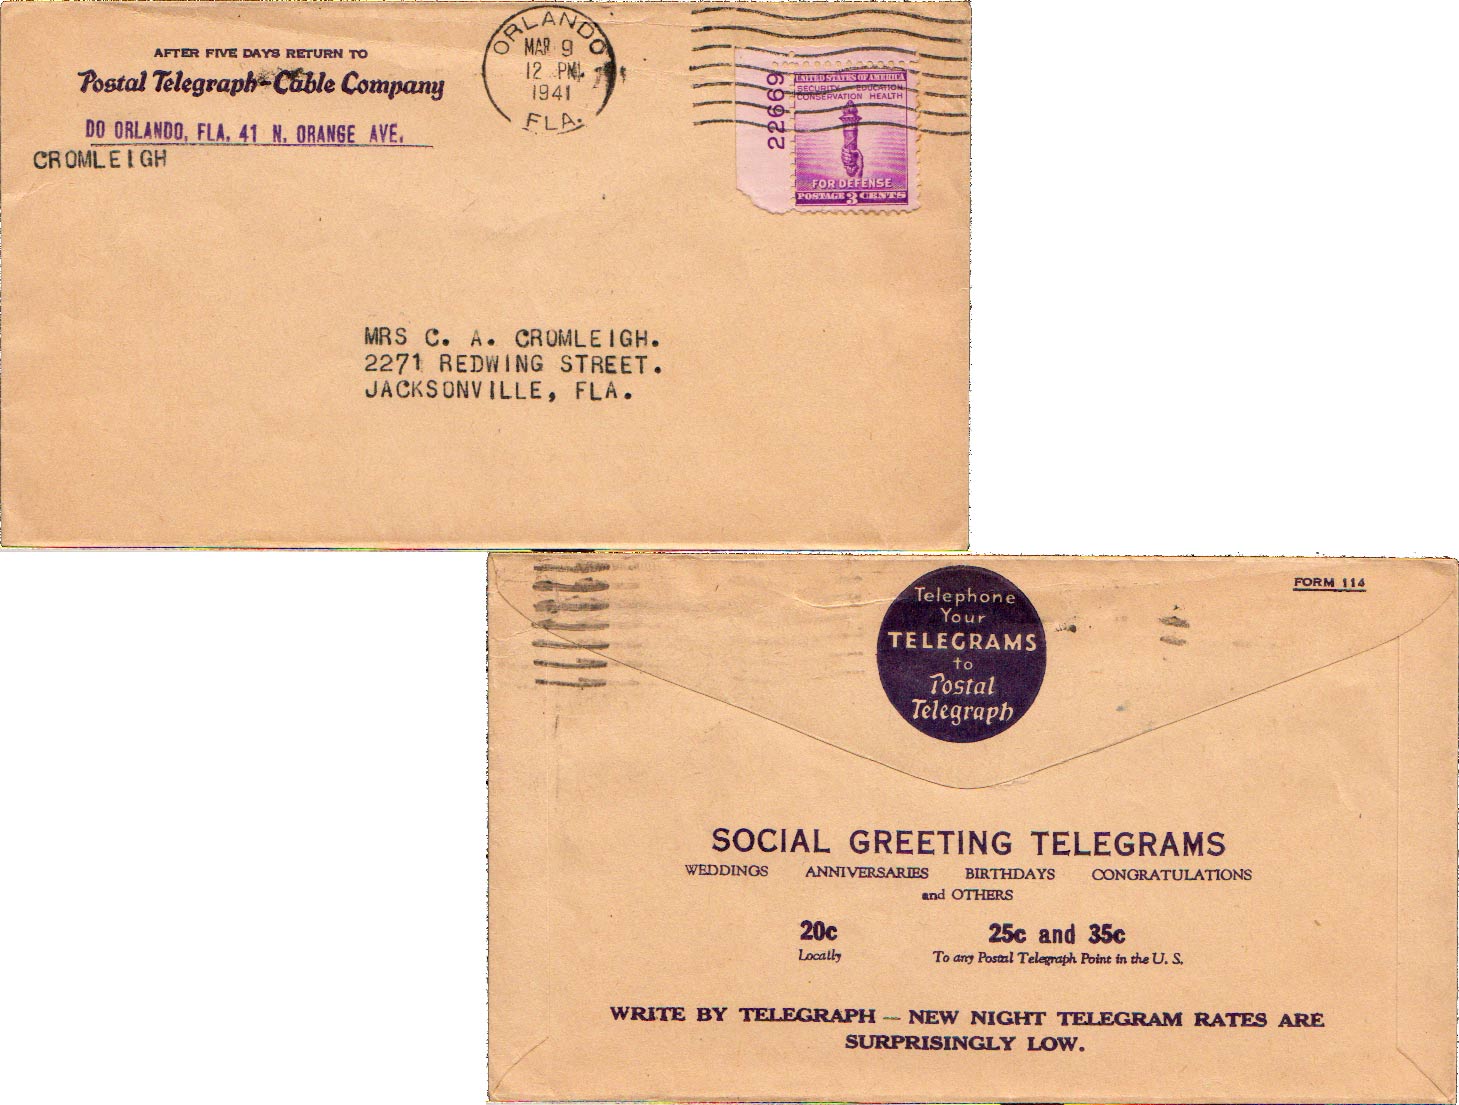 AFTER FIVE DAYS RETURN TO
Postal Telegraph-Cable Company
DO ORLANDO, FLA. 41 N. ORANGE AVE.
CROMLEIGH
ORLANDO
MAR 9
12 PM
1941
FLA.
22669
UNITED STATES OF AMERICA
SECURITY EDUCATION
CONSERVATION HEALTH
FOR DEFENSE
POSTAGE 3 CENTS
MRS C. A. CROMLEIGH.
2271 REDWING STREET.
JACKSONVILLE, FLA.
FORM 114
Telephone
Your
TELEGRAMS
to
Postal
Telegraph
SOCIAL GREETING TELEGRAMS
WEDDINGS ANNIVERSARIES BIRTHDAYS CONGRATULATIONS
and OTHERS
20c 25c and 35c
Locally To any Postal Telegraph Point in the U. S.
WRITE BY TELEGRAPH — NEW NIGHT TELEGRAM RATES ARE
SURPRISINGLY LOW.